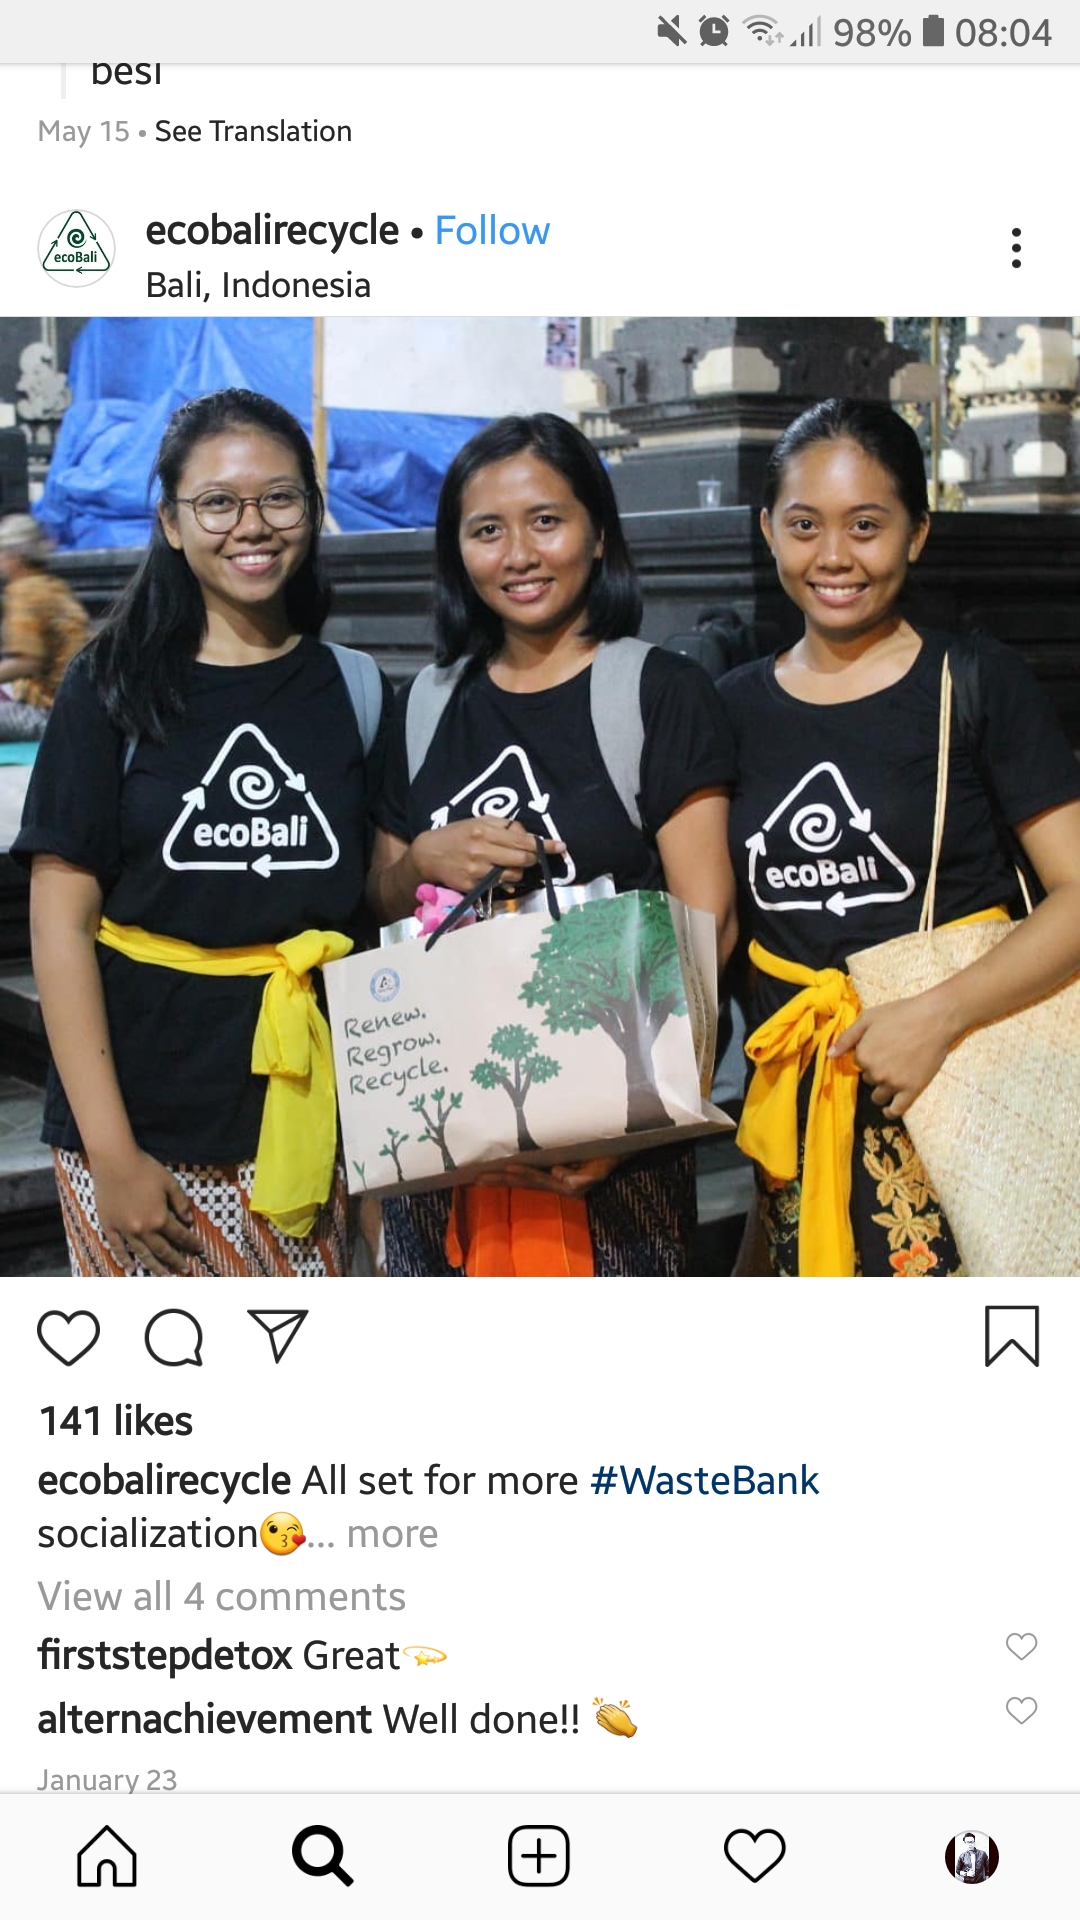 98% 08:04
besi
May 15 • See Translation
ecoBali
ecobalirecycle • Follow
Bali, Indonesia
ecoBali
ecoBali
Renew.
Regrow.
Recycle.
141 likes
ecobalirecycle All set for more #WasteBank
socialization😘... more
View all 4 comments
firststepdetox Great💫
alternachievement Well done!! 👏
January 23